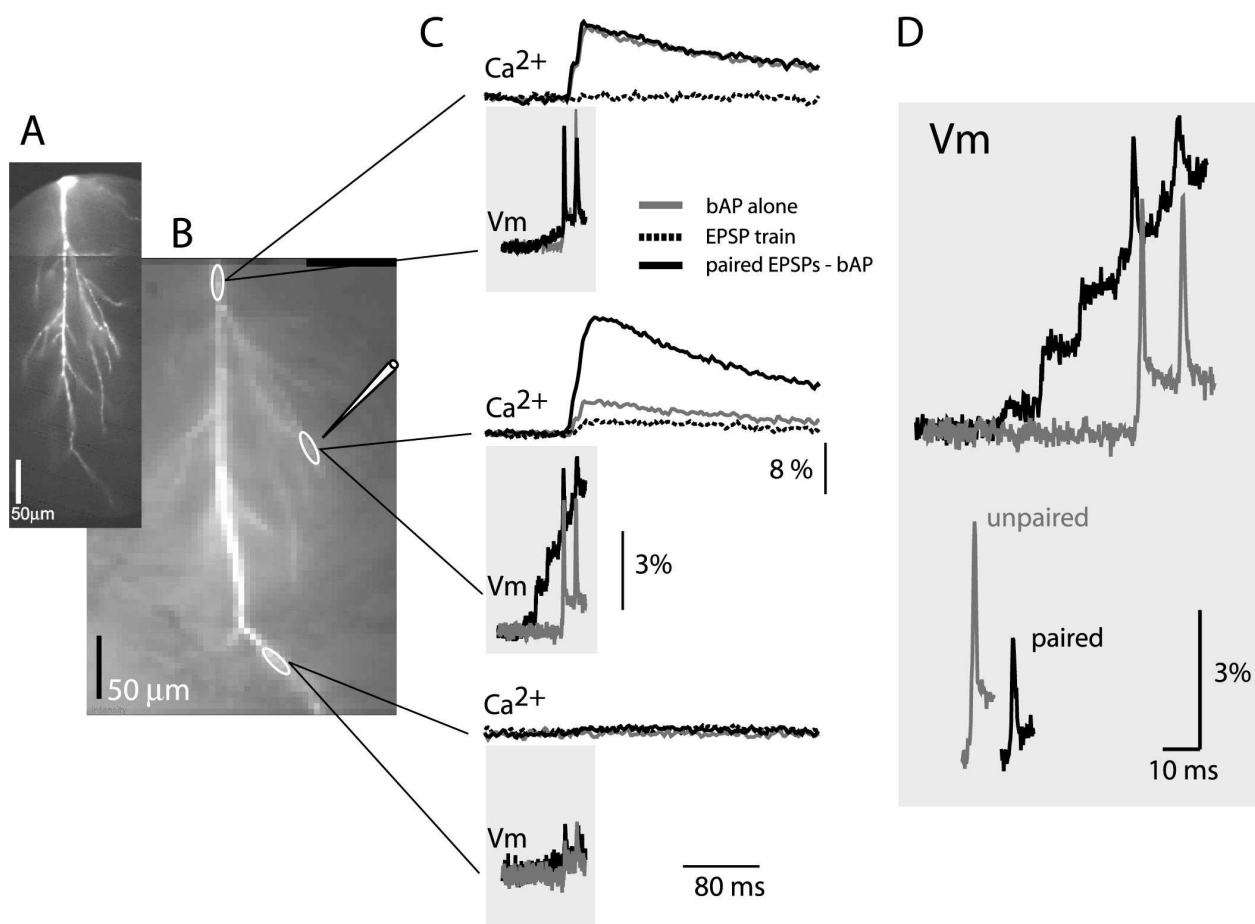 A
50μm
B
50 μm
intensity
C
Ca2+
Vm
bAP alone
EPSP train
paired EPSPs - bAP
Ca2+
8 %
Vm
3%
Ca2+
Vm
80 ms
D
Vm
unpaired
paired
3%
10 ms